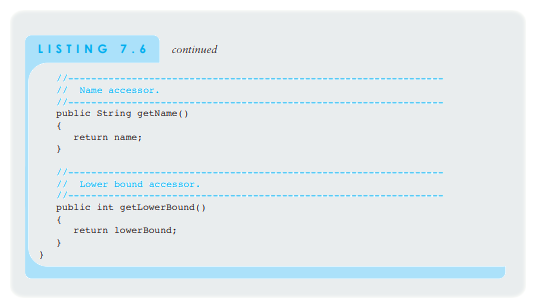 LISTING 7.6 continued
//----------------------------------------------------------------
//  Name accessor.
//----------------------------------------------------------------
public String getName()
{
   return name;
}
//----------------------------------------------------------------
//  Lower bound accessor.
//----------------------------------------------------------------
public int getLowerBound()
{
   return lowerBound;
}
}